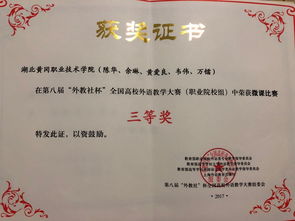 获奖证书
湖北黄冈职业技术学院（陈华、余琳、黄爱良、韦伟、万镭）
在第八届“外教社杯”全国高校外语教学大赛（职业院校组）中荣获微课比赛
三等奖
特发此证，以资鼓励。
第八届“外教社”杯全国高校外语教学大赛组委会
2017